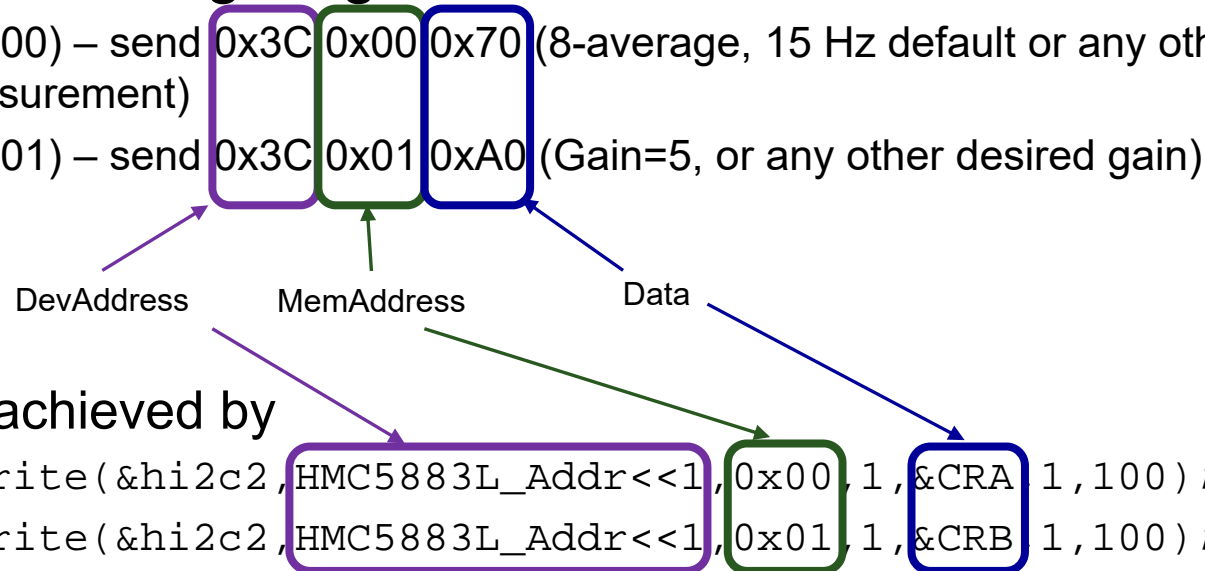 00) – send 0x3C 0x00 0x70 (8-average, 15 Hz default or any oth
surement)
01) – send 0x3C 0x01 0xA0 (Gain=5, or any other desired gain)
DevAddress MemAddress Data
achieved by
rite(&hi2c2,HMC5883L_Addr<<1,0x00,1,&CRA,1,100);
rite(&hi2c2,HMC5883L_Addr<<1,0x01,1,&CRB,1,100);